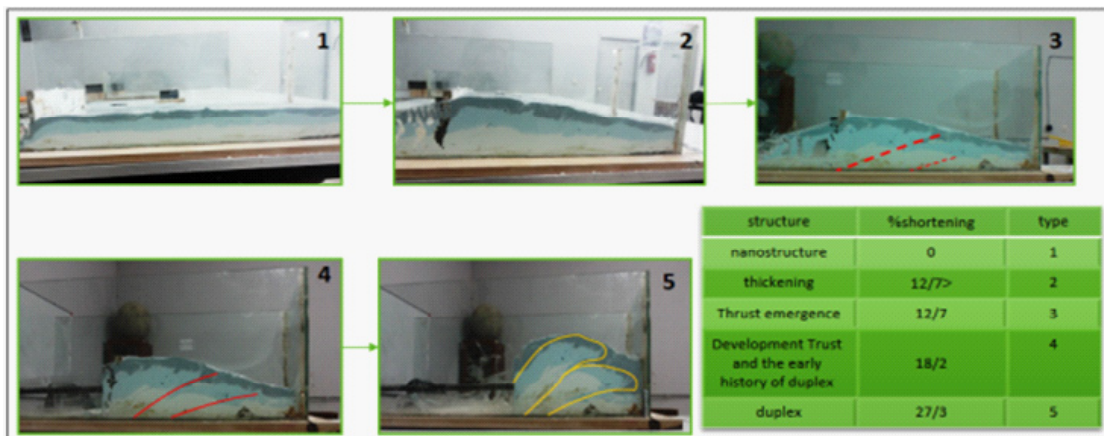 1
2
3
4
5
structure %shortening type
nanostructure 0 1
thickening 12/7> 2
Thrust emergence 12/7 3
Development Trust
and the early
history of duplex 18/2 4
duplex 27/3 5